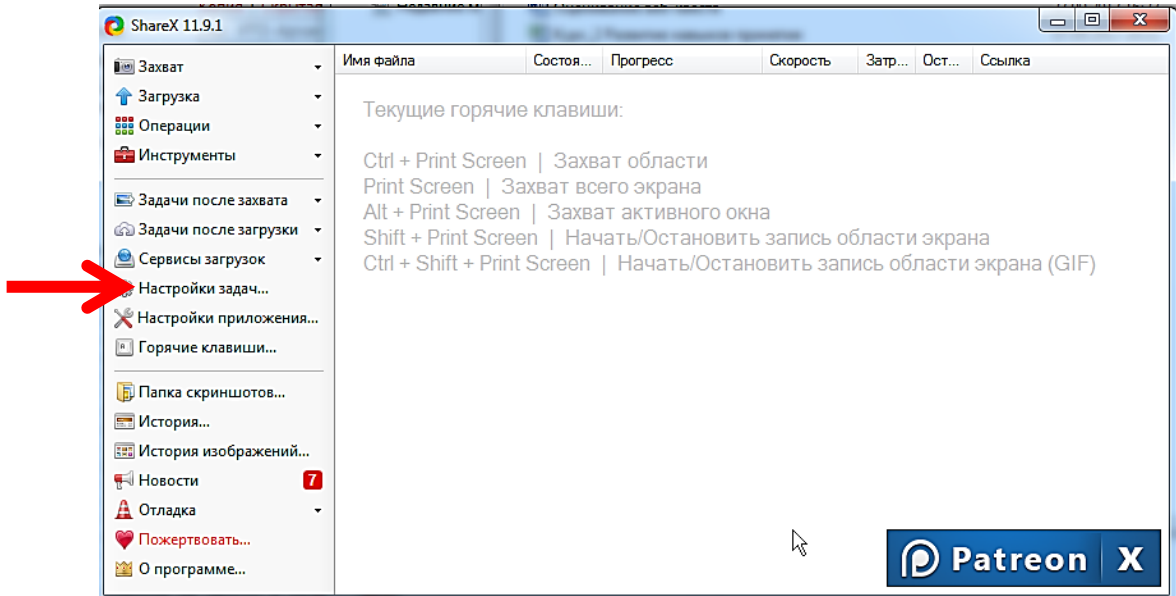 ShareX 11.9.1
Захват
Загрузка
Операции
Инструменты
Задачи после захвата
Задачи после загрузки
Сервисы загрузок
Настройки задач...
Настройки приложения...
Горячие клавиши...
Папка скриншотов...
История...
История изображений...
Новости 7
Отладка
Пожертвовать...
О программе...
Имя файла Состоя... Прогресс Скорость Затр... Ост... Ссылка
Текущие горячие клавиши:
Ctrl + Print Screen | Захват области
Print Screen | Захват всего экрана
Alt + Print Screen | Захват активного окна
Shift + Print Screen | Начать/Остановить запись области экрана
Ctrl + Shift + Print Screen | Начать/Остановить запись области экрана (GIF)
Patreon X